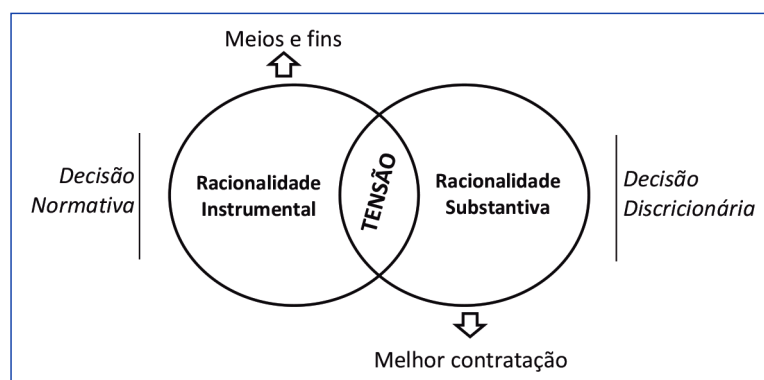 Meios e fins
Decisão
Normativa
Racionalidade
Instrumental
TENSÃO
Racionalidade
Substantiva
Decisão
Discricionária
Melhor contratação